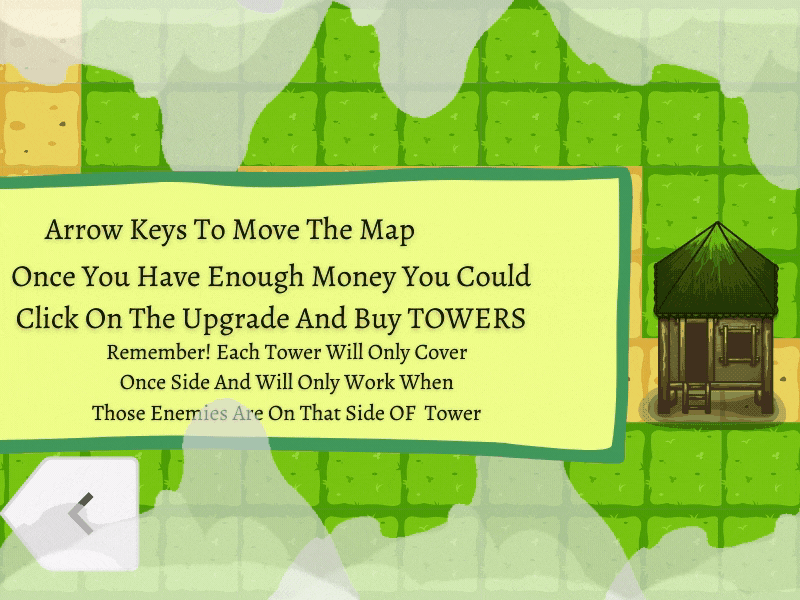 Arrow Keys To Move The Map
Once You Have Enough Money You Could
Click On The Upgrade And Buy TOWERS
Remember! Each Tower Will Only Cover
Once Side And Will Only Work When
Those Enemies Are On That Side OF Tower